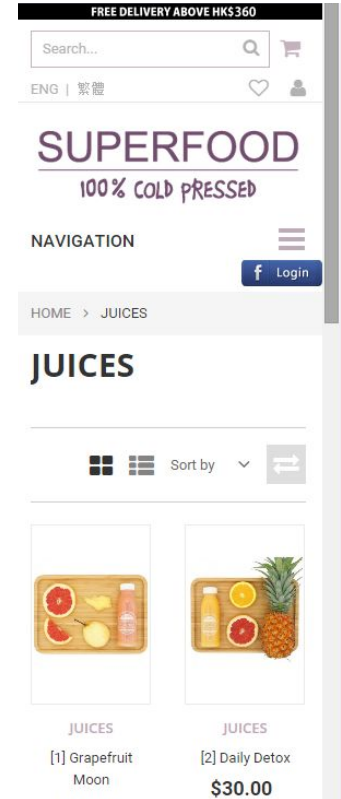 FREE DELIVERY ABOVE HK$360
Search...
ENG | 繁體
SUPERFOOD
100% COLD PRESSED
NAVIGATION
f Login
HOME > JUICES
JUICES
Sort by
JUICES JUICES
[1] Grapefruit Moon
[2] Daily Detox
$30.00